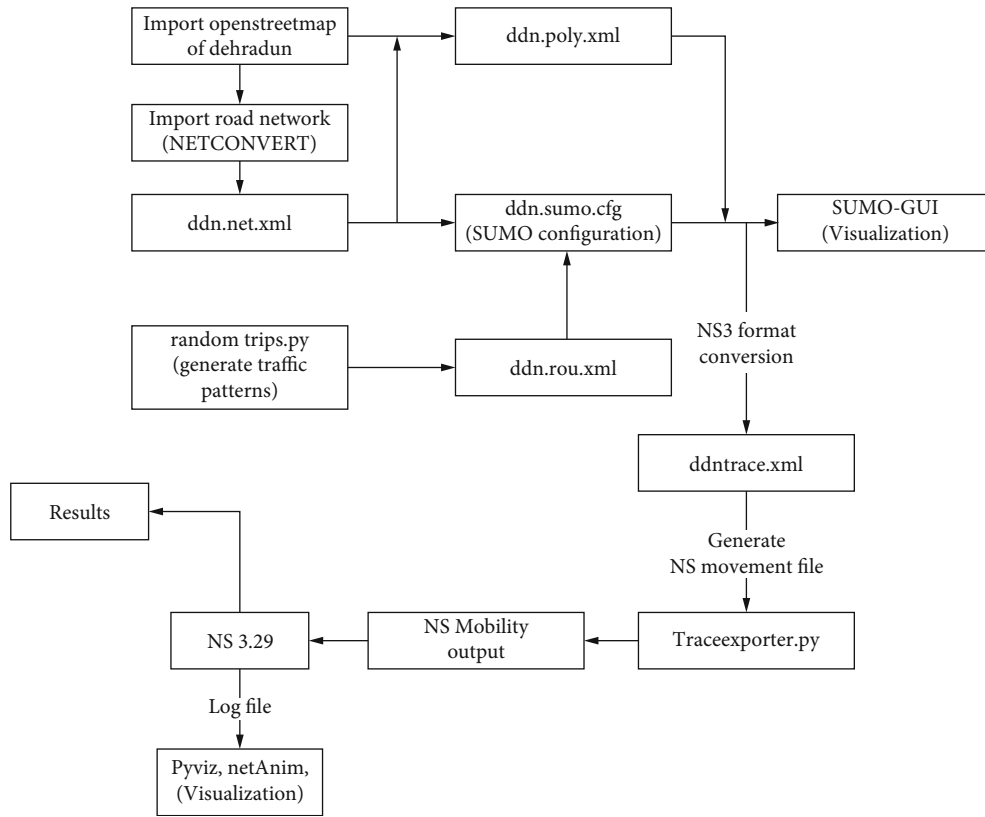 Import openstreetmap
of dehradun
ddn.poly.xml
Import road network
(NETCONVERT)
ddn.net.xml
ddn.sumo.cfg
(SUMO configuration)
SUMO-GUI
(Visualization)
random trips.py
(generate traffic
patterns)
ddn.rou.xml
NS3 format
conversion
ddntrace.xml
Results
Generate
NS movement file
NS 3.29
NS Mobility
output
Traceexporter.py
Log file
Pyviz, netAnim,
(Visualization)